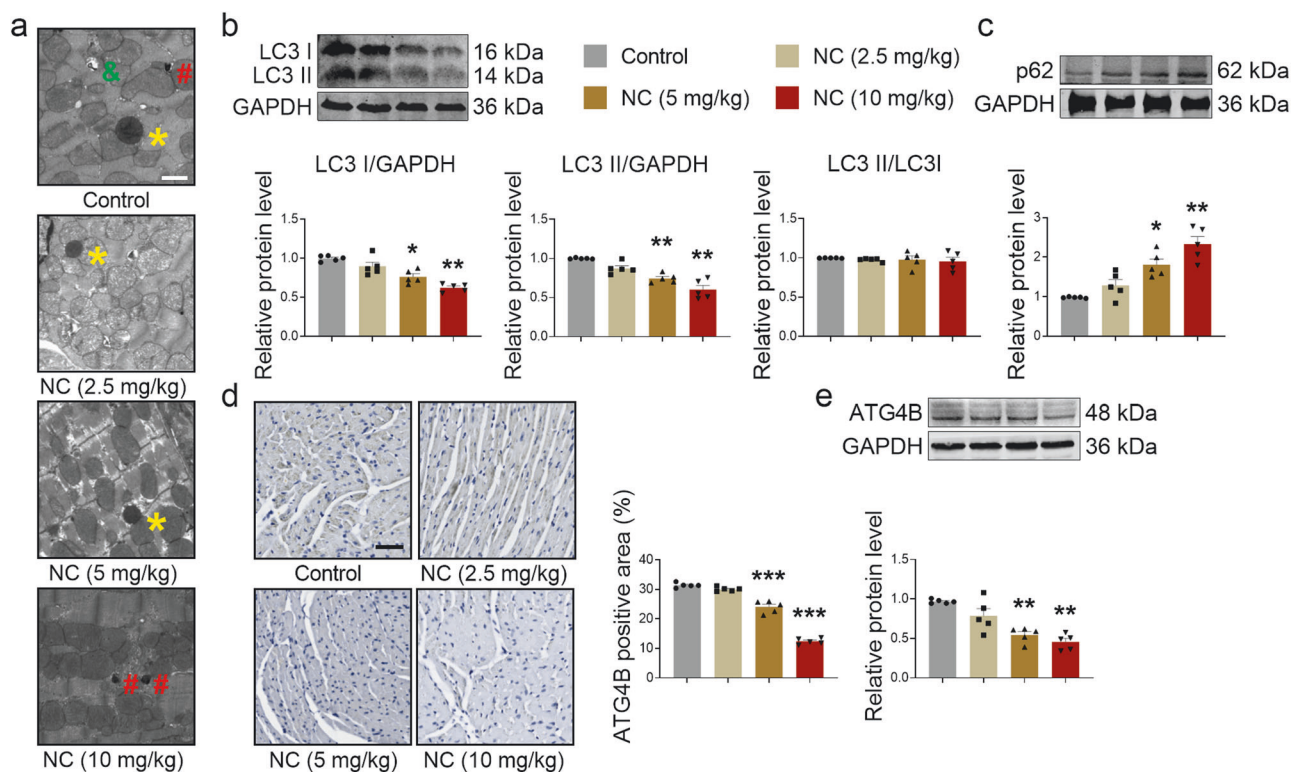 a
&
#
*
Control
*
NC (2.5 mg/kg)
*
NC (5 mg/kg)
# #
NC (10 mg/kg)
b
LC3 I 16 kDa
LC3 II 14 kDa
GAPDH 36 kDa
Control
NC (2.5 mg/kg)
NC (5 mg/kg)
NC (10 mg/kg)
LC3 I/GAPDH
Relative protein level
1.5
1.0
0.5
0.0
*
**
LC3 II/GAPDH
Relative protein level
1.5
1.0
0.5
0.0
**
**
LC3 II/LC3I
Relative protein level
1.5
1.0
0.5
0.0
c
p62 62 kDa
GAPDH 36 kDa
Relative protein level
3
2
1
0
*
**
d
Control
NC (2.5 mg/kg)
NC (5 mg/kg)
NC (10 mg/kg)
ATG4B positive area (%)
40
30
20
10
0
***
***
e
ATG4B 48 kDa
GAPDH 36 kDa
Relative protein level
1.5
1.0
0.5
0.0
**
**